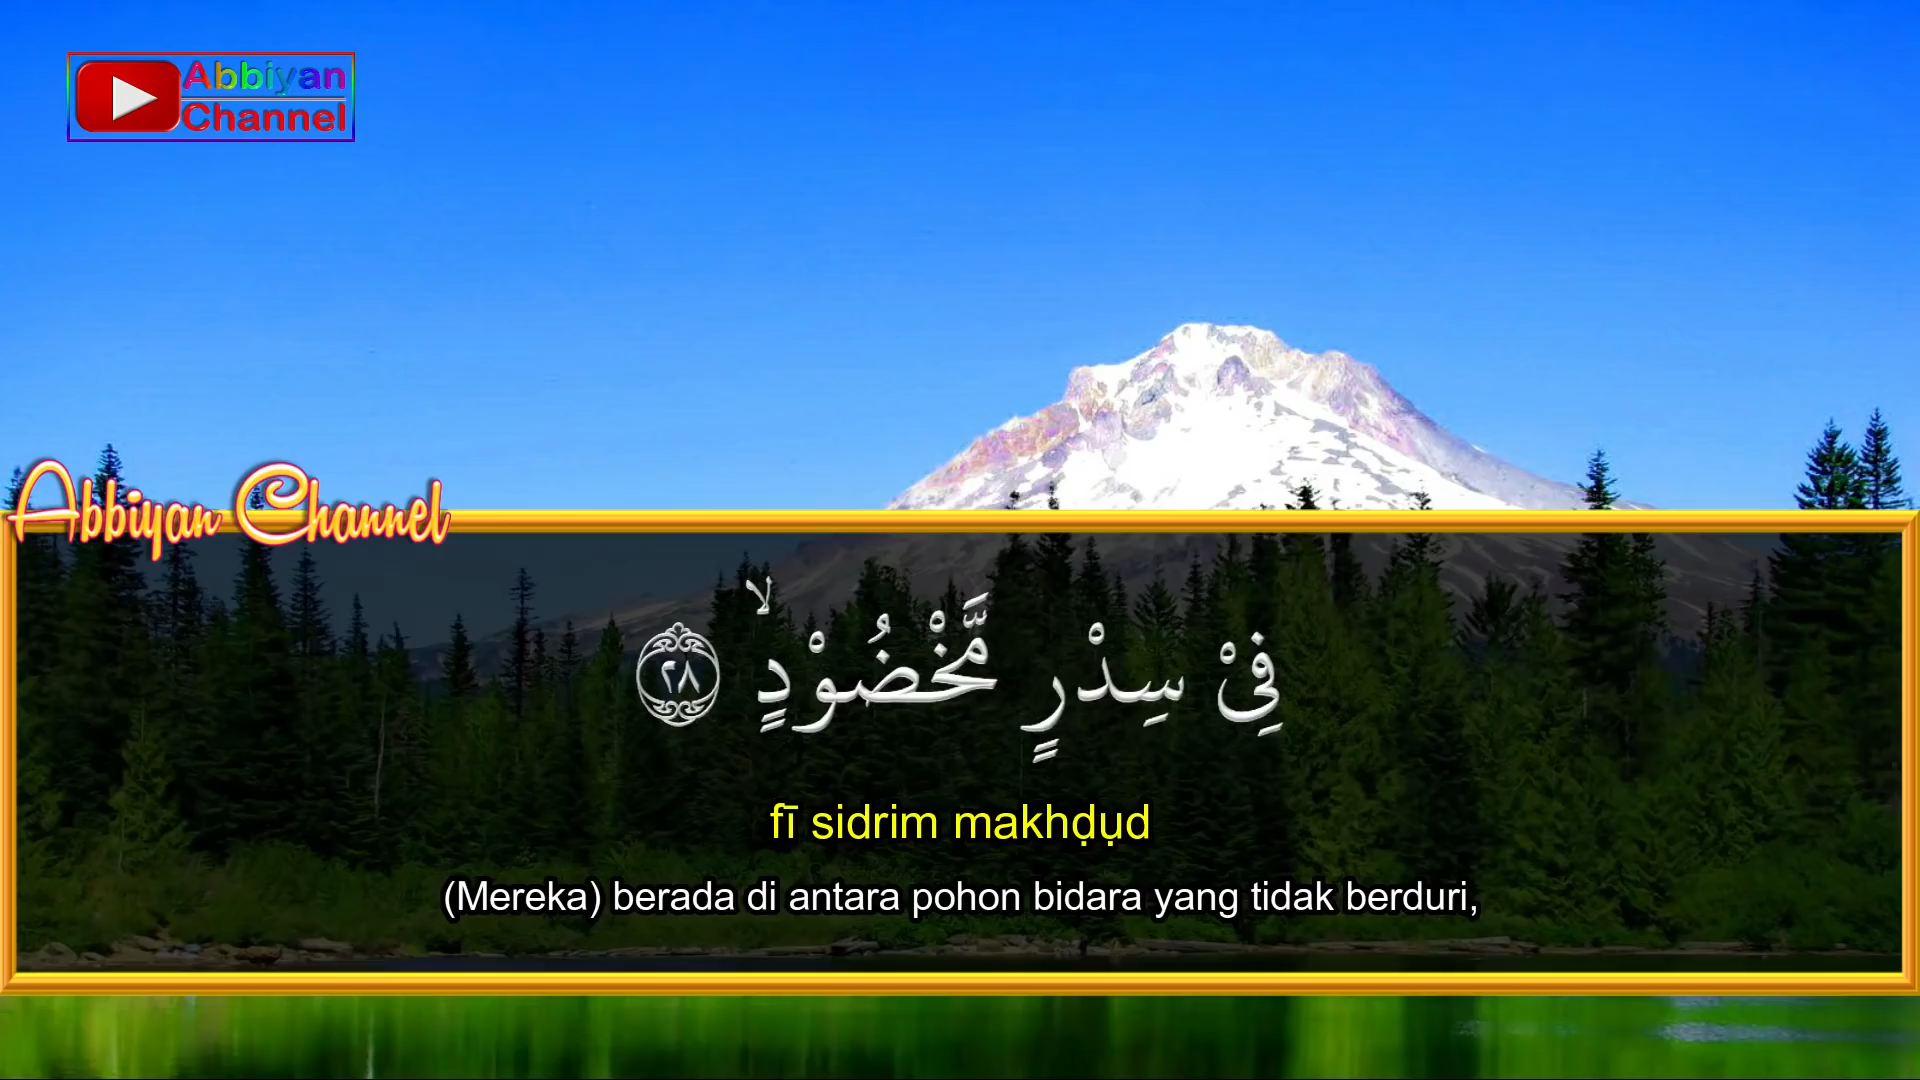 Abbiyan
Channel
Abbiyan Channel
فِيْ سِدْرٍ مَّخْضُوْدٍۙ ٢٨
fī sidrim makhḍụd
(Mereka) berada di antara pohon bidara yang tidak berduri,